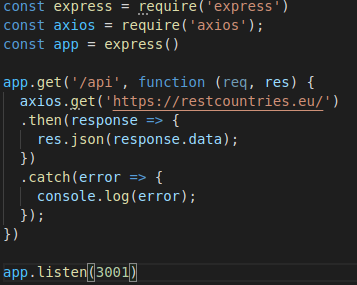 const express = require('express')
const axios = require('axios');
const app = express()
app.get('/api', function (req, res) {
axios.get('https://restcountries.eu/')
.then(response => {
res.json(response.data);
})
.catch(error => {
console.log(error);
});
})
app.listen(3001)